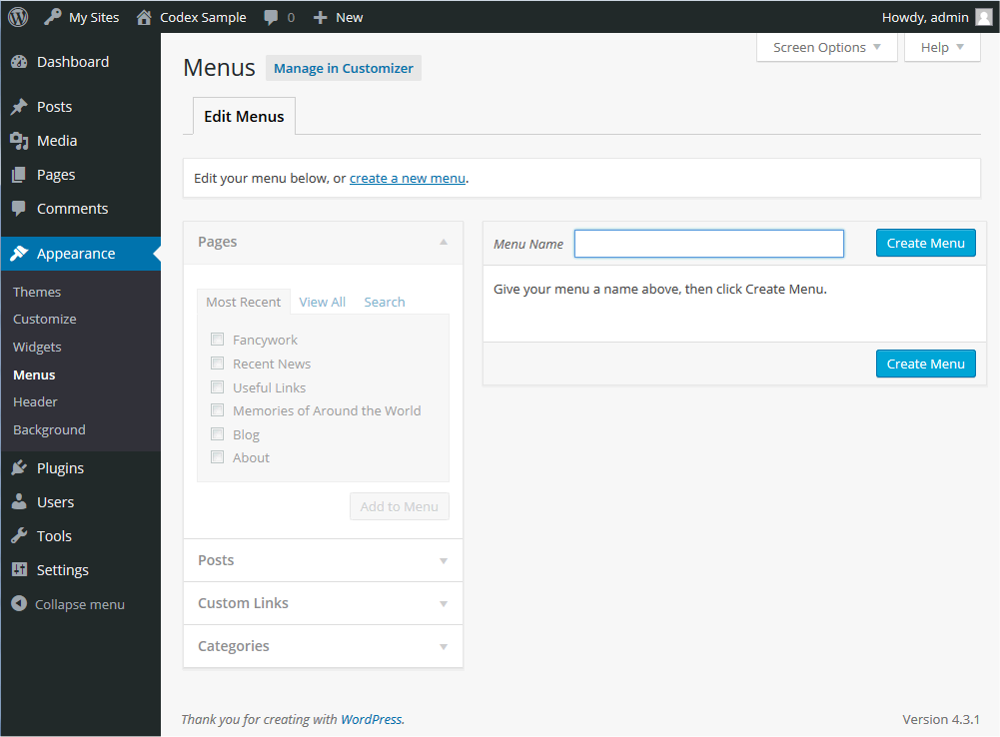 My Sites Codex Sample 0 New Howdy, admin
Dashboard
Posts
Media
Pages
Comments
Appearance
Themes
Customize
Widgets
Menus
Header
Background
Plugins
Users
Tools
Settings
Collapse menu
Screen Options Help
Menus Manage in Customizer
Edit Menus
Edit your menu below, or create a new menu.
Pages
Most Recent View All Search
Fancywork
Recent News
Useful Links
Memories of Around the World
Blog
About
Add to Menu
Posts
Custom Links
Categories
Menu Name Create Menu
Give your menu a name above, then click Create Menu.
Create Menu
Thank you for creating with WordPress. Version 4.3.1